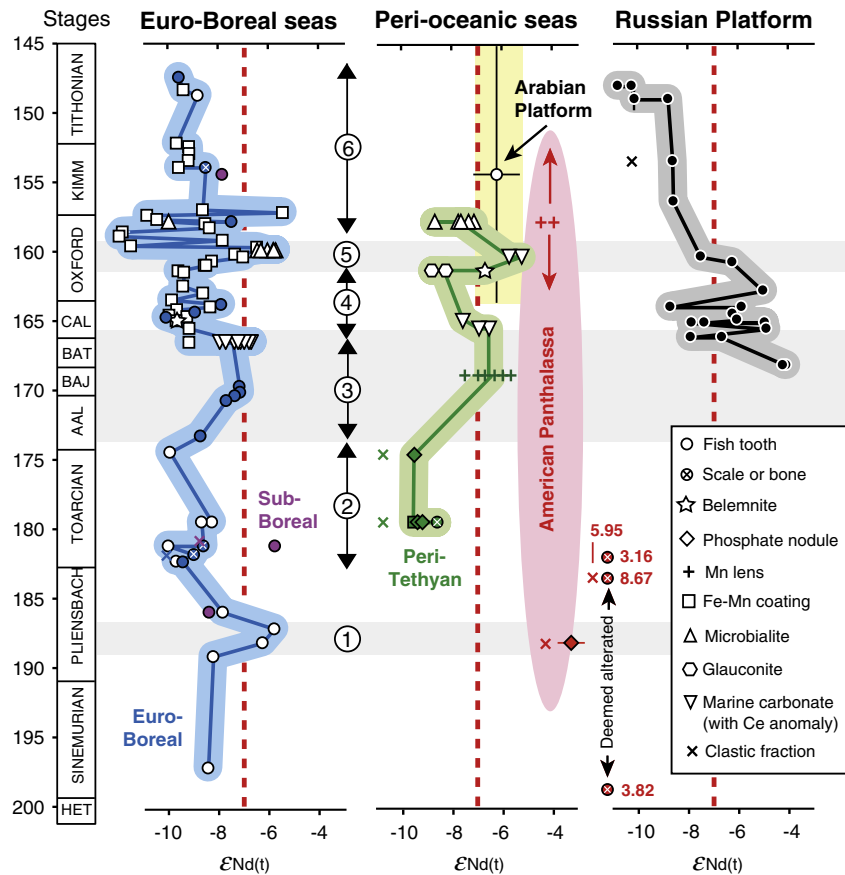 Stages
Euro-Boreal seas
Peri-oceanic seas
Russian Platform
145
150
155
160
165
170
175
180
185
190
195
200
TITHONIAN
KIMM
OXFORD
CAL
BAT
BAJ
AAL
TOARCIAN
PLIENSBACH
SINEMURIAN
HET
6
5
4
3
2
1
Sub-
Boreal
Euro-
Boreal
Arabian
Platform
American Panthalassa
Peri-
Tethyan
5.95
3.16
8.67
Deemed alterated
3.82
Fish tooth
Scale or bone
Belemnite
Phosphate nodule
Mn lens
Fe-Mn coating
Microbialite
Glauconite
Marine carbonate
(with Ce anomaly)
Clastic fraction
-10 -8 -6 -4
-10 -8 -6 -4
-10 -8 -6 -4
εNd(t)
εNd(t)
εNd(t)